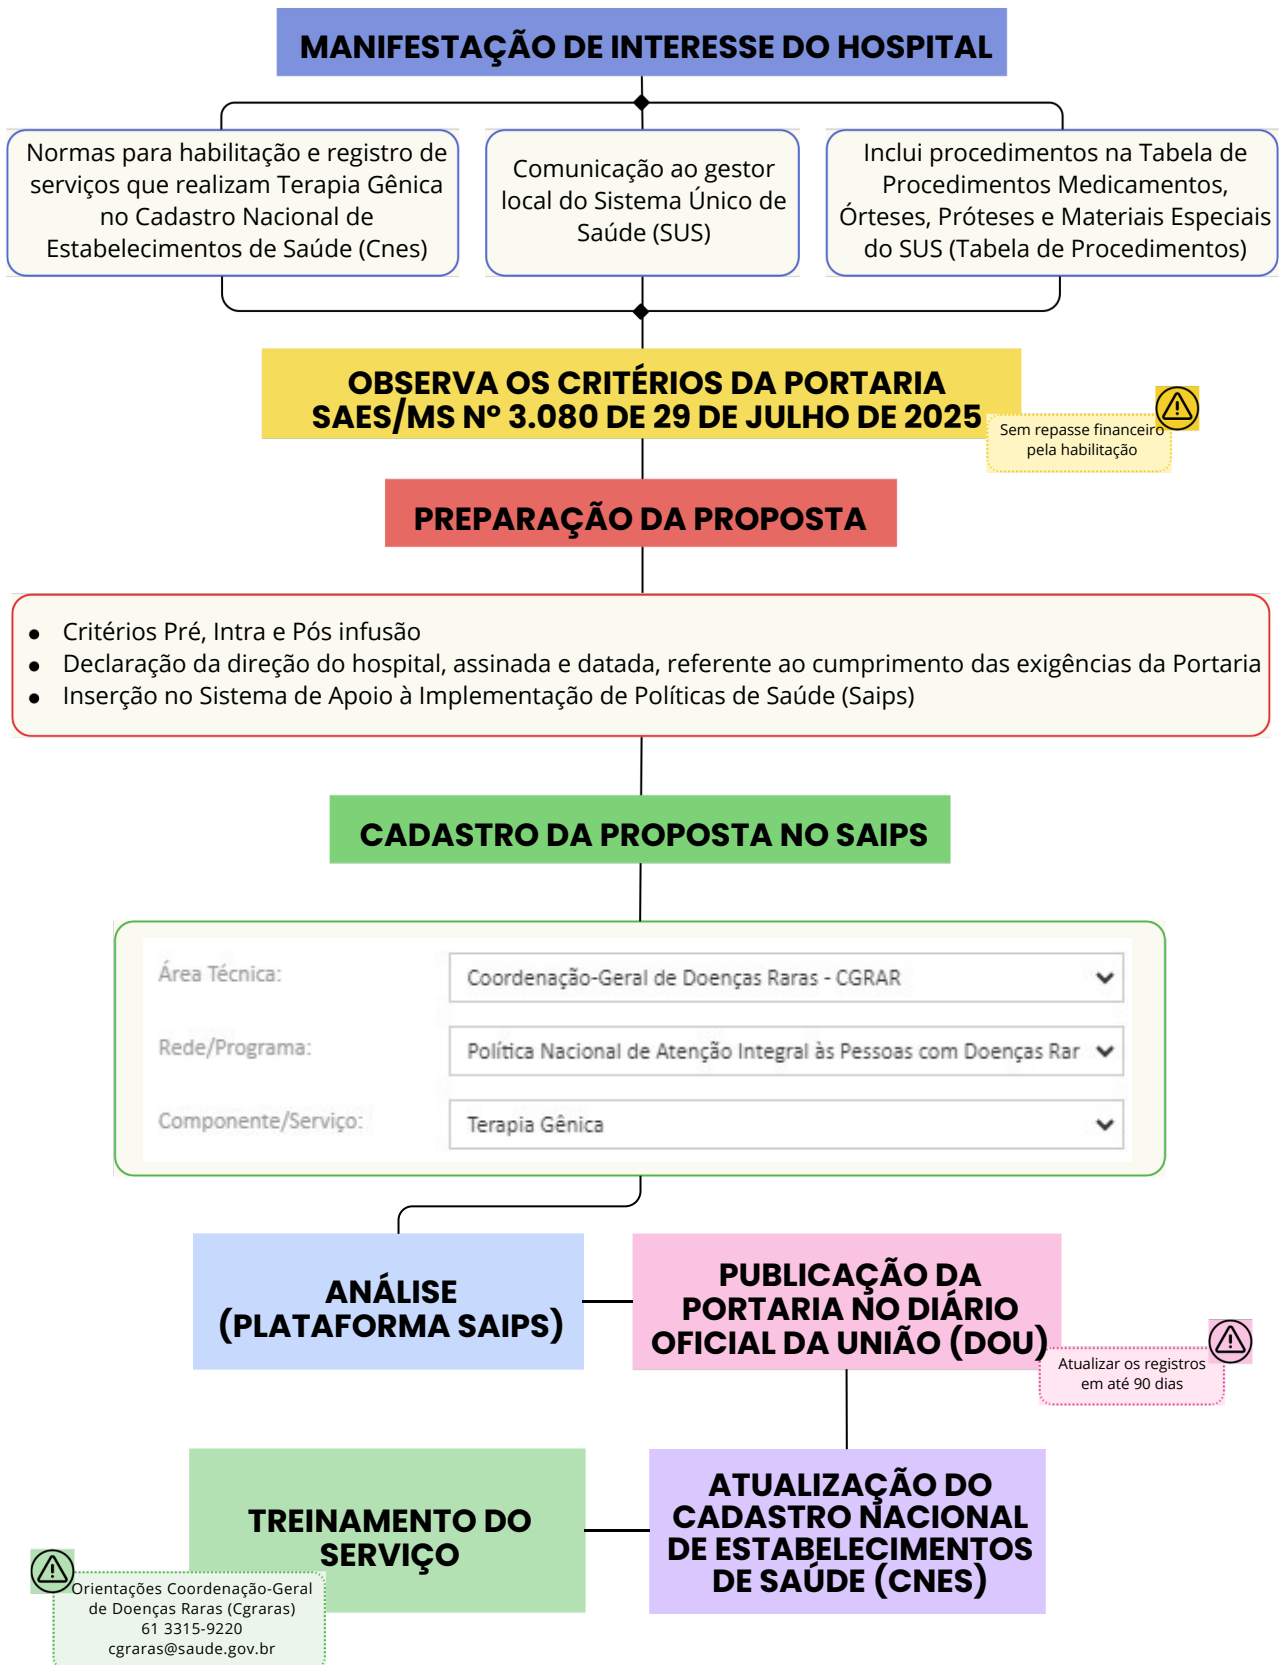 MANIFESTAÇÃO DE INTERESSE DO HOSPITAL
Normas para habilitação e registro de
serviços que realizam Terapia Gênica
no Cadastro Nacional de
Estabelecimentos de Saúde (Cnes)
Comunicação ao gestor
local do Sistema Único de
Saúde (SUS)
Inclui procedimentos na Tabela de
Procedimentos Medicamentos,
Órteses, Próteses e Materiais Especiais
do SUS (Tabela de Procedimentos)
OBSERVA OS CRITÉRIOS DA PORTARIA
SAES/MS Nº 3.080 DE 29 DE JULHO DE 2025
Sem repasse financeiro
pela habilitação
PREPARAÇÃO DA PROPOSTA
• Critérios Pré, Intra e Pós infusão
• Declaração da direção do hospital, assinada e datada, referente ao cumprimento das exigências da Portaria
• Inserção no Sistema de Apoio à Implementação de Políticas de Saúde (Saips)
CADASTRO DA PROPOSTA NO SAIPS
Área Técnica: Coordenação-Geral de Doenças Raras - CGRAR
Rede/Programa: Política Nacional de Atenção Integral às Pessoas com Doenças Rar
Componente/Serviço: Terapia Gênica
ANÁLISE
(PLATAFORMA SAIPS)
PUBLICAÇÃO DA
PORTARIA NO DIÁRIO
OFICIAL DA UNIÃO (DOU)
Atualizar os registros
em até 90 dias
ATUALIZAÇÃO DO
CADASTRO NACIONAL
DE ESTABELECIMENTOS
DE SAÚDE (CNES)
TREINAMENTO DO
SERVIÇO
Orientações Coordenação-Geral
de Doenças Raras (Cgraras)
61 3315-9220
cgraras@saude.gov.br